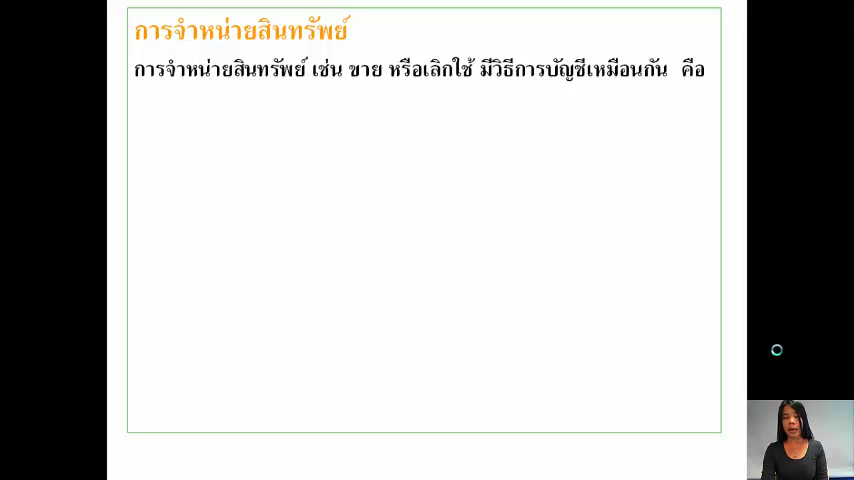 การจำหน่ายสินทรัพย์
การจำหน่ายสินทรัพย์ เช่น ขาย หรือเลิกใช้ มีวิธีการบัญชีเหมือนกัน คือ